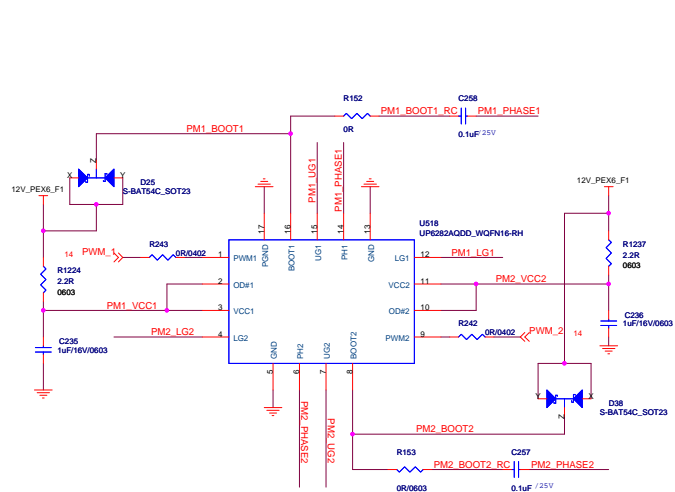 R152
0R
PM1_BOOT1_RC
C258
0.1uF/25V
PM1_PHASE1
PM1_BOOT1
12V_PEX6_F1
X
Z
Y
D25
S-BAT54C_SOT23
PM1_UG1
PM1_PHASE1
12V_PEX6_F1
17
16
15
14
13
U518
UP6282AQDD_WQFN16-RH
PGND
BOOT1
UG1
PH1
GND
14
PWM_1
R243
0R/0402
1
PWM1
LG1
12
PM1_LG1
R1237
2.2R
0603
R1224
2.2R
0603
2
OD#1
VCC2
11
PM2_VCC2
PM1_VCC1
3
VCC1
OD#2
10
C236
1uF/16V/0603
PM2_LG2
4
LG2
PWM2
9
R242
0R/0402
PWM_2
14
C235
1uF/16V/0603
GND
PH2
UG2
BOOT2
5
6
7
8
PM2_PHASE2
PM2_UG2
Y
Z
X
D38
S-BAT54C_SOT23
PM2_BOOT2
R153
0R/0603
PM2_BOOT2_RC
C257
0.1uF/25V
PM2_PHASE2